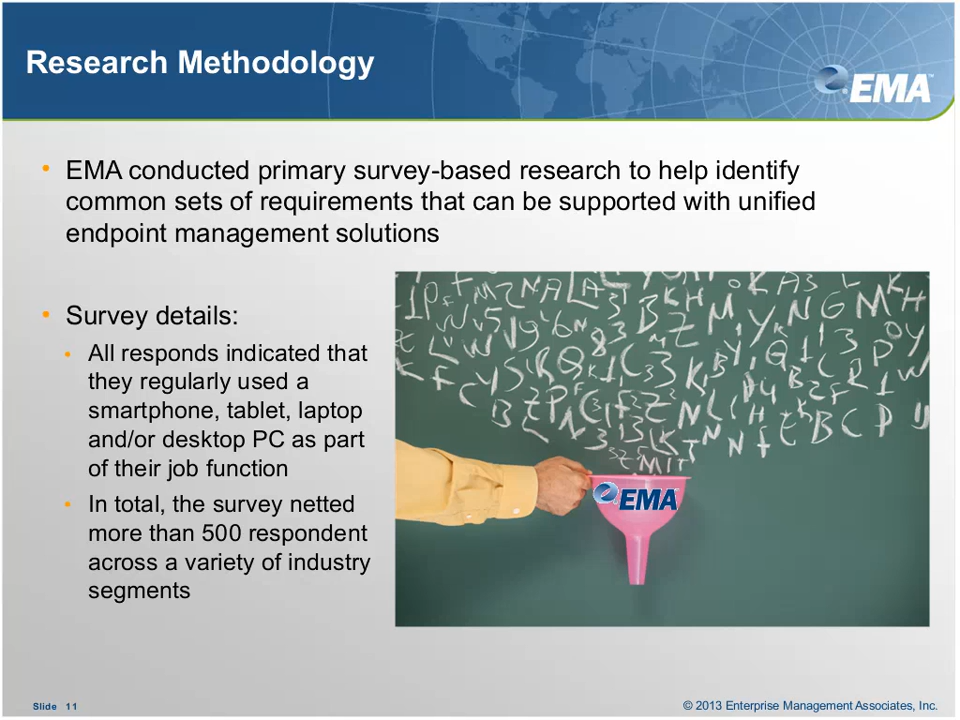 Research Methodology
EMA™
• EMA conducted primary survey-based research to help identify
common sets of requirements that can be supported with unified
endpoint management solutions
• Survey details:
• All responds indicated that
they regularly used a
smartphone, tablet, laptop
and/or desktop PC as part
of their job function
• In total, the survey netted
more than 500 respondent
across a variety of industry
segments
EMA
Slide 11
© 2013 Enterprise Management Associates, Inc.